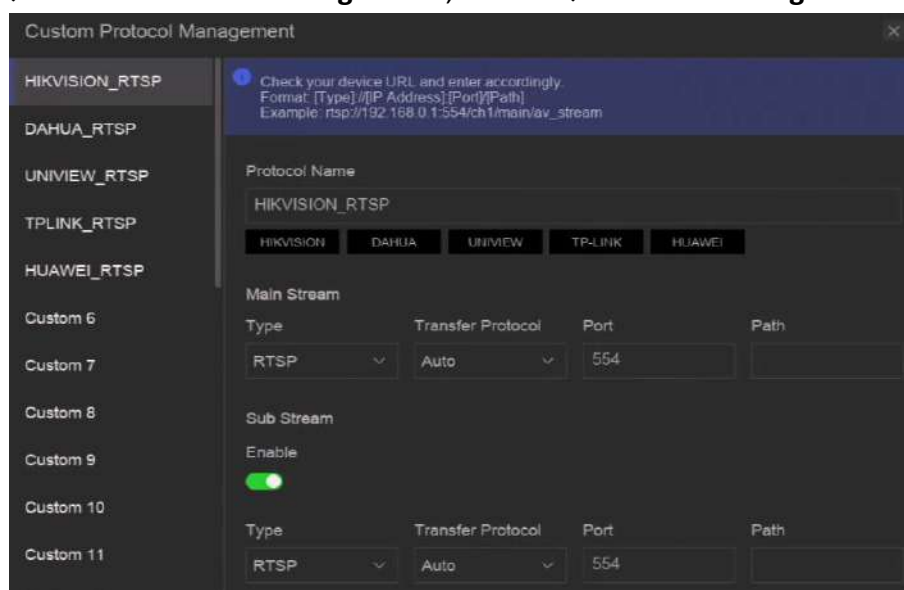 Custom Protocol Management
HIKVISION_RTSP
DAHUA_RTSP
UNIVIEW_RTSP
TPLINK_RTSP
HUAWEI_RTSP
Custom 6
Custom 7
Custom 8
Custom 9
Custom 10
Custom 11
Check your device URL and enter accordingly.
Format: [Type]://[IP Address]:[Port]/[Path]
Example: rtsp://192.168.0.1:554/ch1/main/av_stream
Protocol Name
HIKVISION_RTSP
HIKVISION DAHUA UNIVIEW TP-LINK HUAWEI
Main Stream
Type Transfer Protocol Port Path
RTSP Auto 554
Sub Stream
Enable
Type Transfer Protocol Port Path
RTSP Auto 554